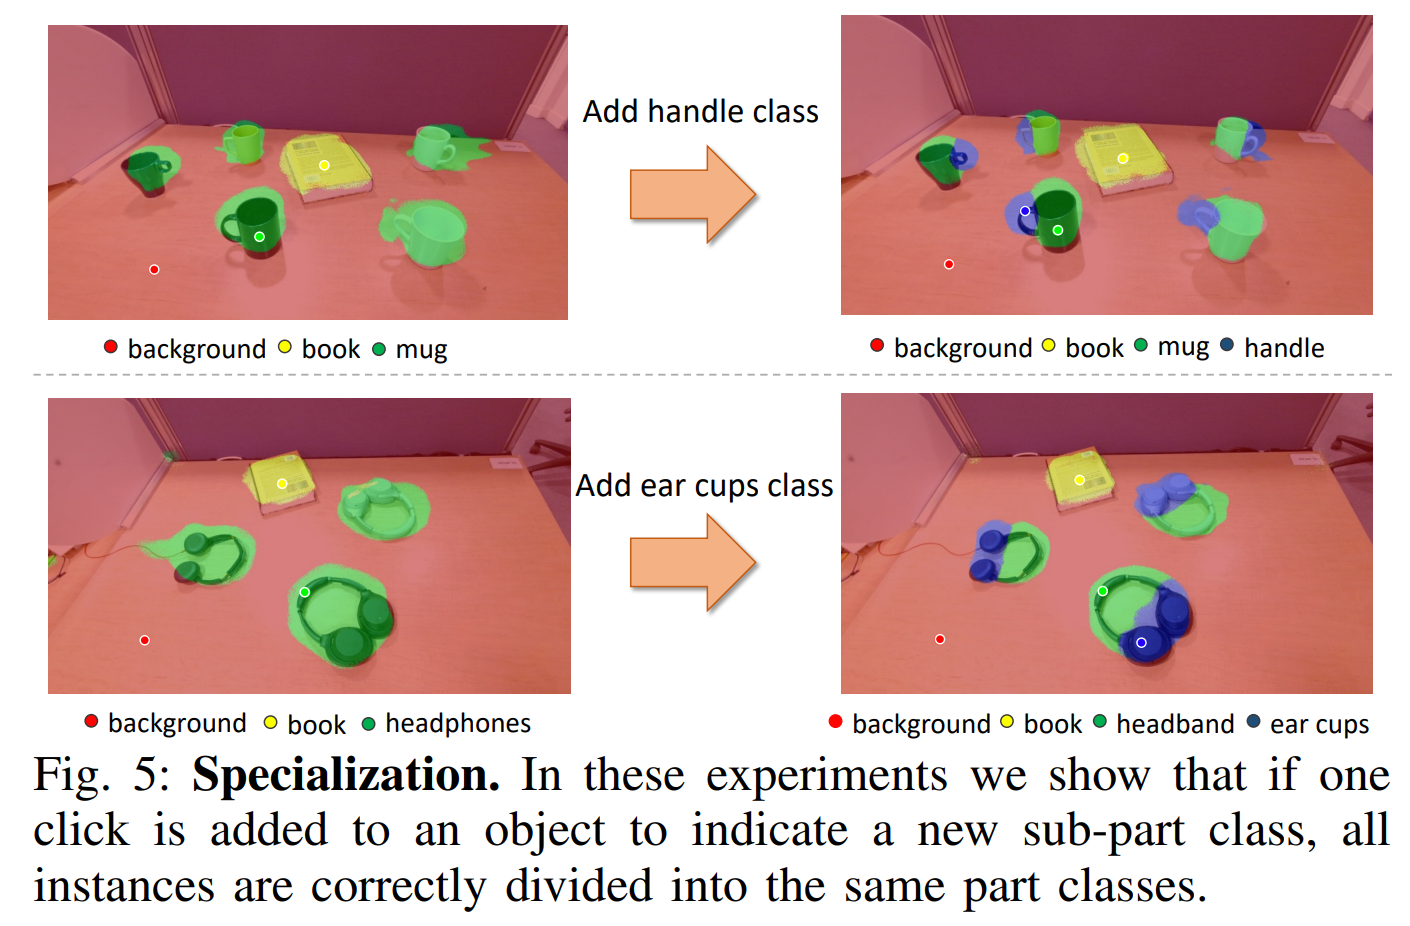 Add handle class
background book mug
background book mug handle
Add ear cups class
background book headphones
background book headband ear cups
Fig. 5: Specialization. In these experiments we show that if one
click is added to an object to indicate a new sub-part class, all
instances are correctly divided into the same part classes.